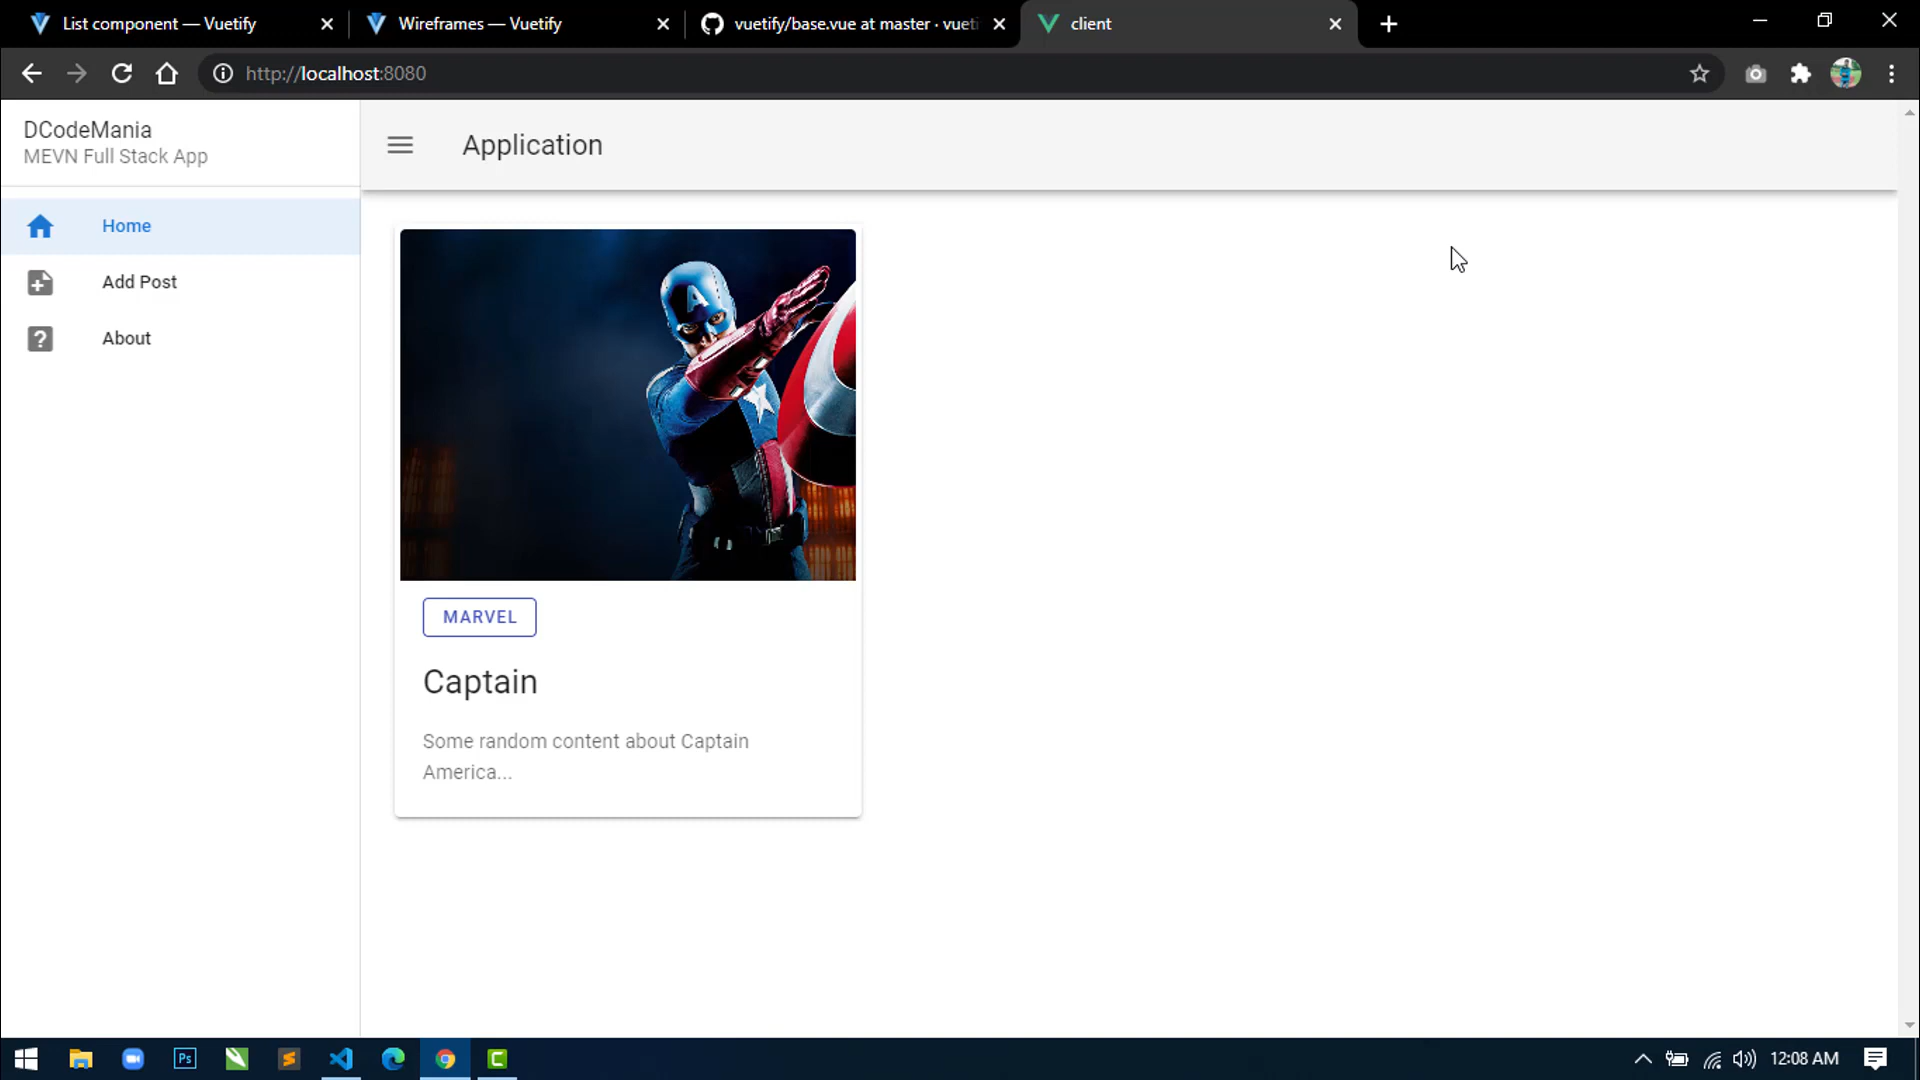 List component — Vuetify
Wireframes — Vuetify
vuetify/base.vue at master · vueti
client
http://localhost:8080
DCodeMania
MEVN Full Stack App
Application
Home
Add Post
About
A
MARVEL
Captain
Some random content about Captain
America...
Ps
C
12:08 AM